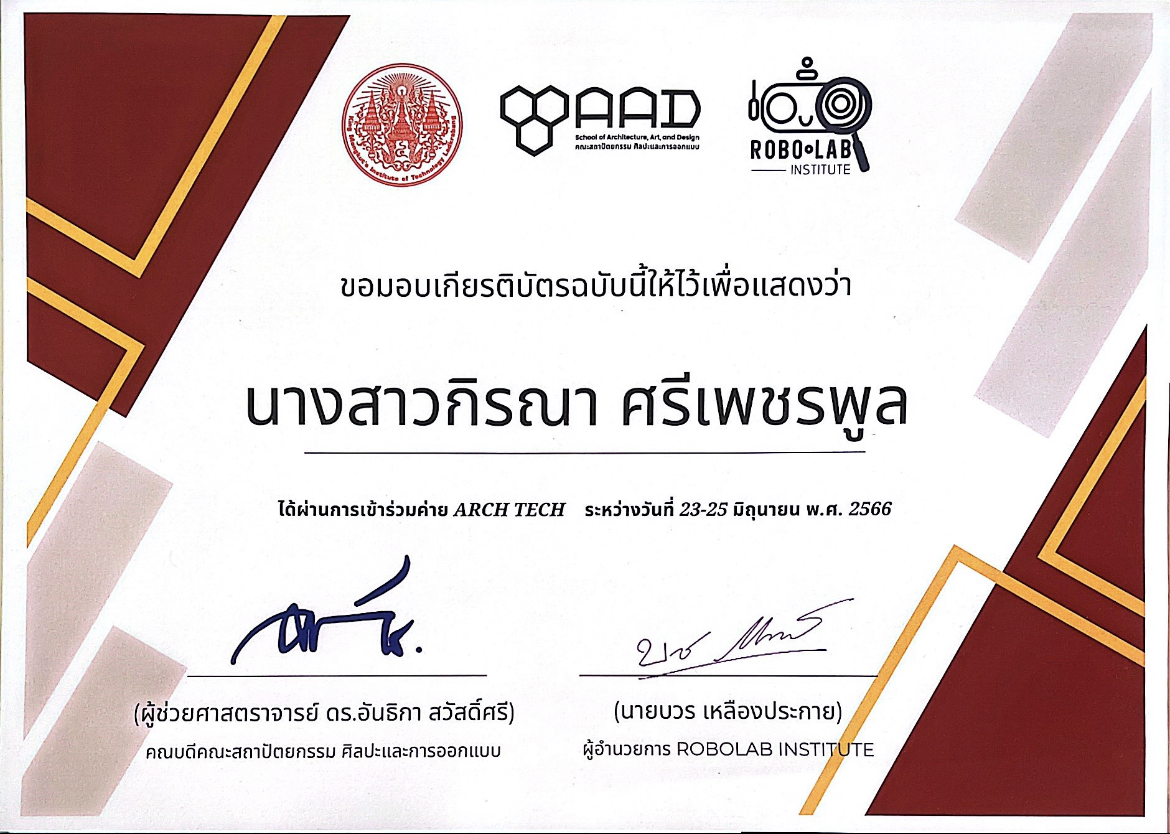 King Mongkut's Institute of Technology Ladkrabang
AAD
School of Architecture, Art, and Design
คณะสถาปัตยกรรม ศิลปะและการออกแบบ
ROBO LAB
INSTITUTE
ขอมอบเกียรติบัตรฉบับนี้ให้ไว้เพื่อแสดงว่า
นางสาวกิรณา ศรีเพชรพูล
ได้ผ่านการเข้าร่วมค่าย ARCH TECH ระหว่างวันที่ 23-25 มิถุนายน พ.ศ. 2566
(ผู้ช่วยศาสตราจารย์ ดร.อันธิกา สวัสดิ์ศรี)
คณบดีคณะสถาปัตยกรรม ศิลปะและการออกแบบ
(นายบวร เหลืองประกาย)
ผู้อำนวยการ ROBOLAB INSTITUTE